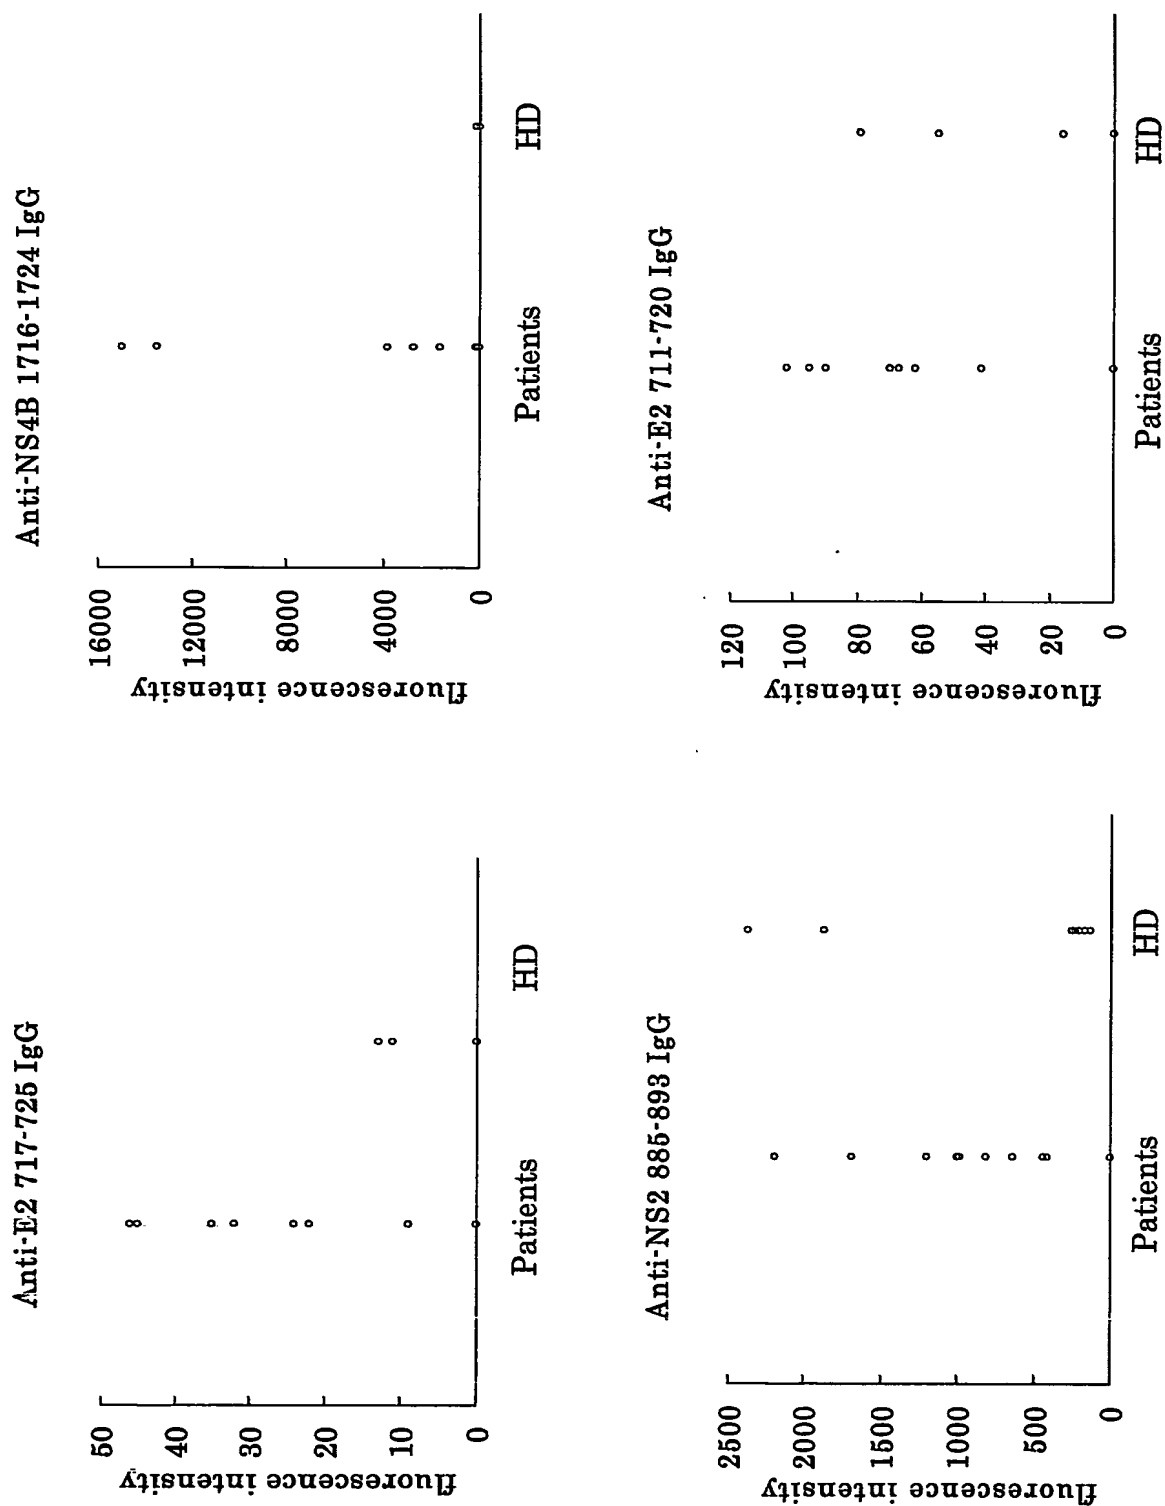 Anti-E2 717-725 IgG
fluorescence intensity
50
40
30
20
10
0
Patients HD
Anti-NS4B 1716-1724 IgG
fluorescence intensity
16000
12000
8000
4000
0
Patients HD
Anti-NS2 885-893 IgG
fluorescence intensity
2500
2000
1500
1000
500
0
Patients HD
Anti-E2 711-720 IgG
fluorescence intensity
120
100
80
60
40
20
0
Patients HD